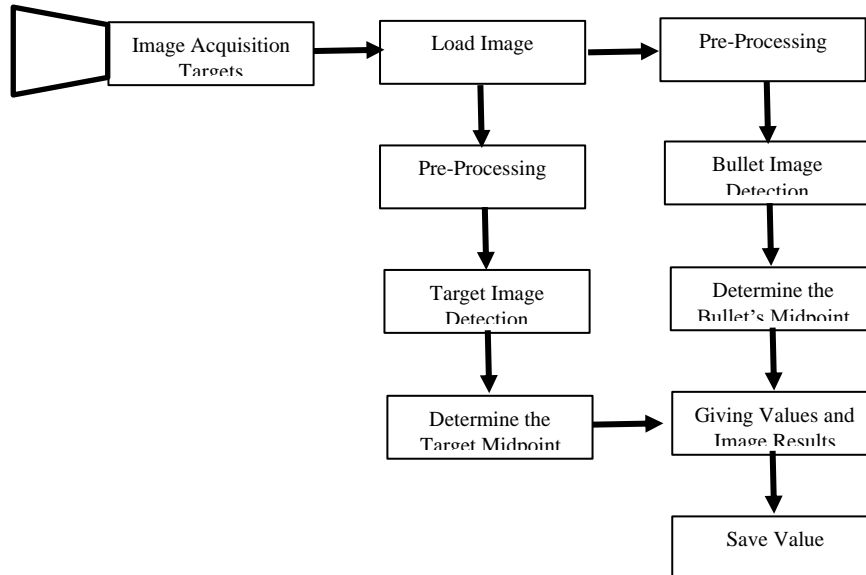 Image Acquisition
Targets
Load Image
Pre-Processing
Pre-Processing
Bullet Image
Detection
Target Image
Detection
Determine the
Bullet's Midpoint
Determine the
Target Midpoint
Giving Values and
Image Results
Save Value